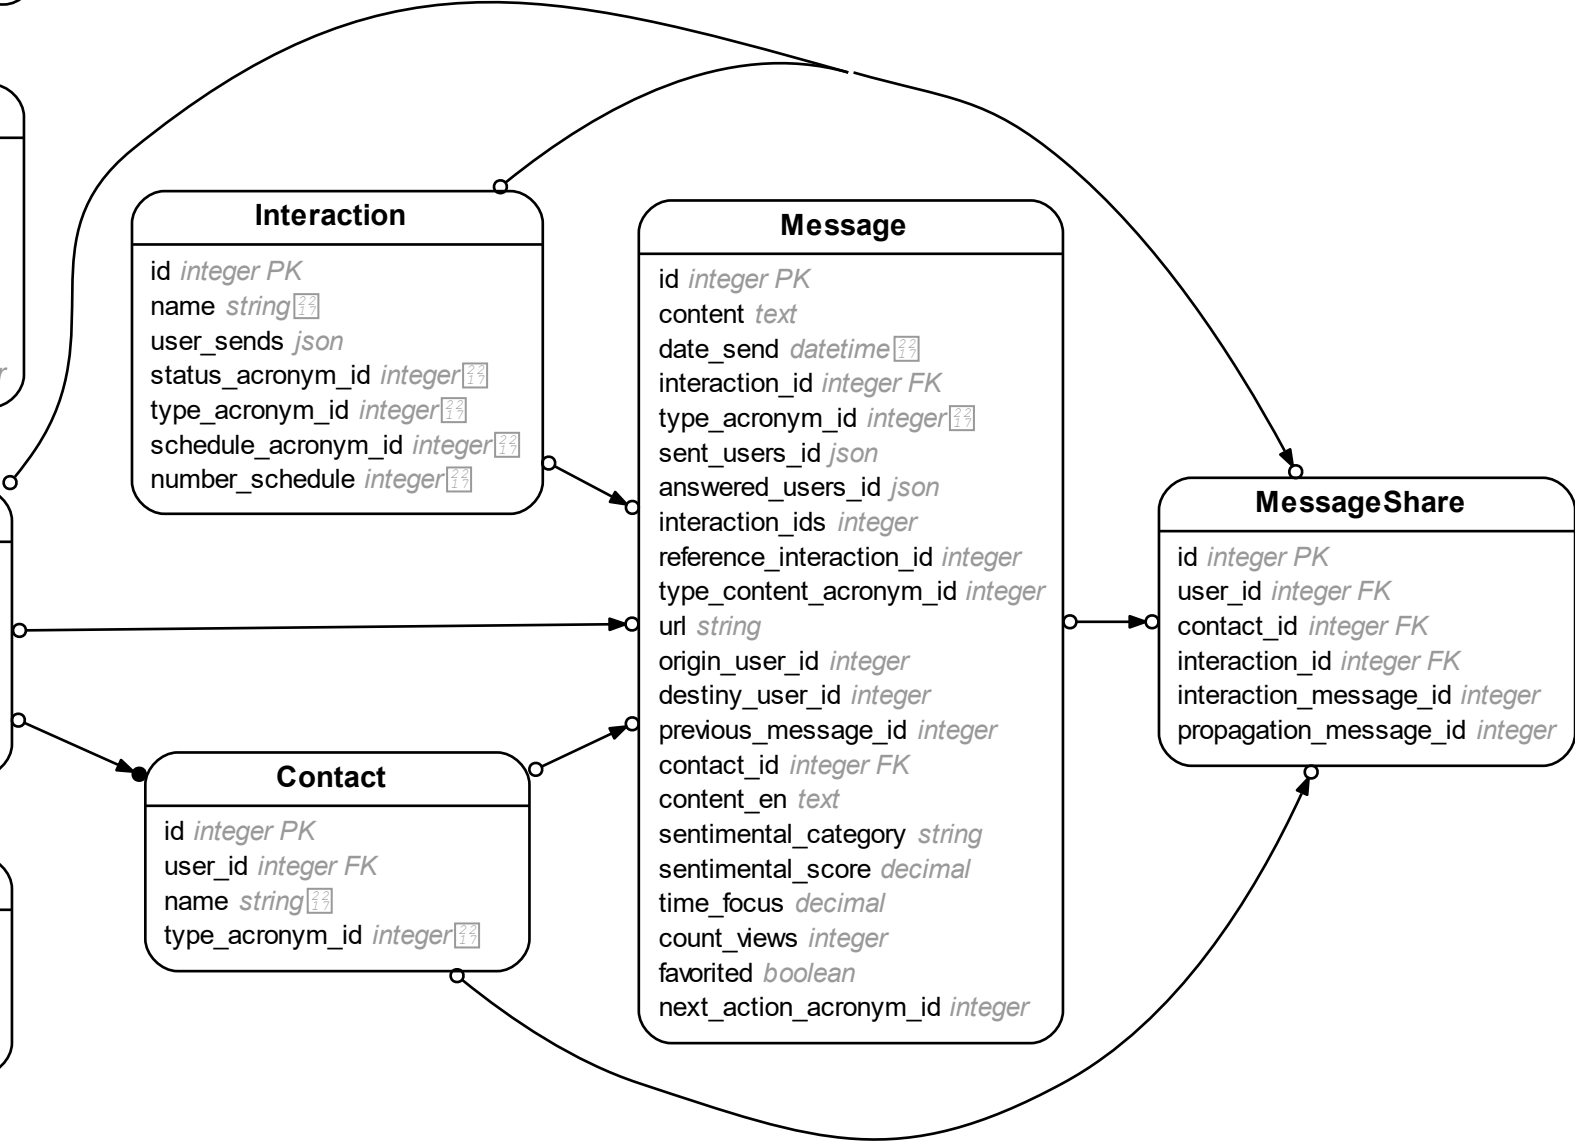 Interaction
id integer PK
name string
user_sends json
status_acronym_id integer
type_acronym_id integer
schedule_acronym_id integer
number_schedule integer
Message
id integer PK
content text
date_send datetime
interaction_id integer FK
type_acronym_id integer
sent_users_id json
answered_users_id json
interaction_ids integer
reference_interaction_id integer
type_content_acronym_id integer
url string
origin_user_id integer
destiny_user_id integer
previous_message_id integer
contact_id integer FK
content_en text
sentimental_category string
sentimental_score decimal
time_focus decimal
count_views integer
favorited boolean
next_action_acronym_id integer
MessageShare
id integer PK
user_id integer FK
contact_id integer FK
interaction_id integer FK
interaction_message_id integer
propagation_message_id integer
Contact
id integer PK
user_id integer FK
name string
type_acronym_id integer